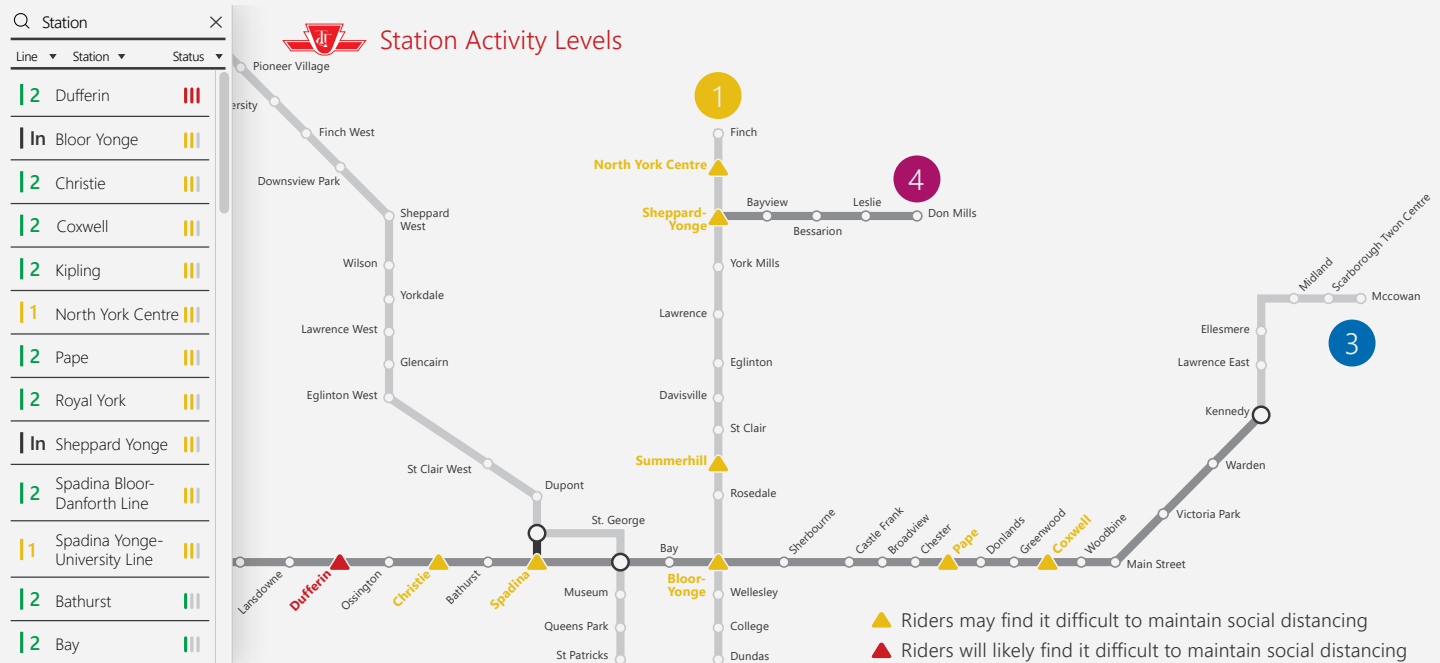 Station
Line Station Status
2 Dufferin
In Bloor Yonge
2 Christie
2 Coxwell
2 Kipling
1 North York Centre
2 Pape
2 Royal York
In Sheppard Yonge
2 Spadina Bloor-
Danforth Line
1 Spadina Yonge-
University Line
2 Bathurst
2 Bay
Station Activity Levels
Pioneer Village
ersity
Finch West
Downsview Park
Sheppard
West
Wilson
Yorkdale
Lawrence West
Glencairn
Eglinton West
St Clair West
Dupont
St. George
1
Finch
North York Centre
Sheppard-
Yonge
4
Bayview
Bessarion
Leslie
Don Mills
York Mills
Lawrence
Eglinton
Davisville
St Clair
Summerhill
Rosedale
Lansdowne
Dufferin
Ossington
Christie
Bathurst
Spadina
Bay
Bloor-
Yonge
Sherbourne
Castle Frank
Broadview
Chester
Pape
Donlands
Greenwood
Coxwell
Woodbine
Main Street
Victoria Park
Warden
Kennedy
Lawrence East
Ellesmere
Midland
Scarborough Twon Centre
Mccowan
3
Museum
Queens Park
St Patricks
Wellesley
College
Dundas
Riders may find it difficult to maintain social distancing
Riders will likely find it difficult to maintain social distancing